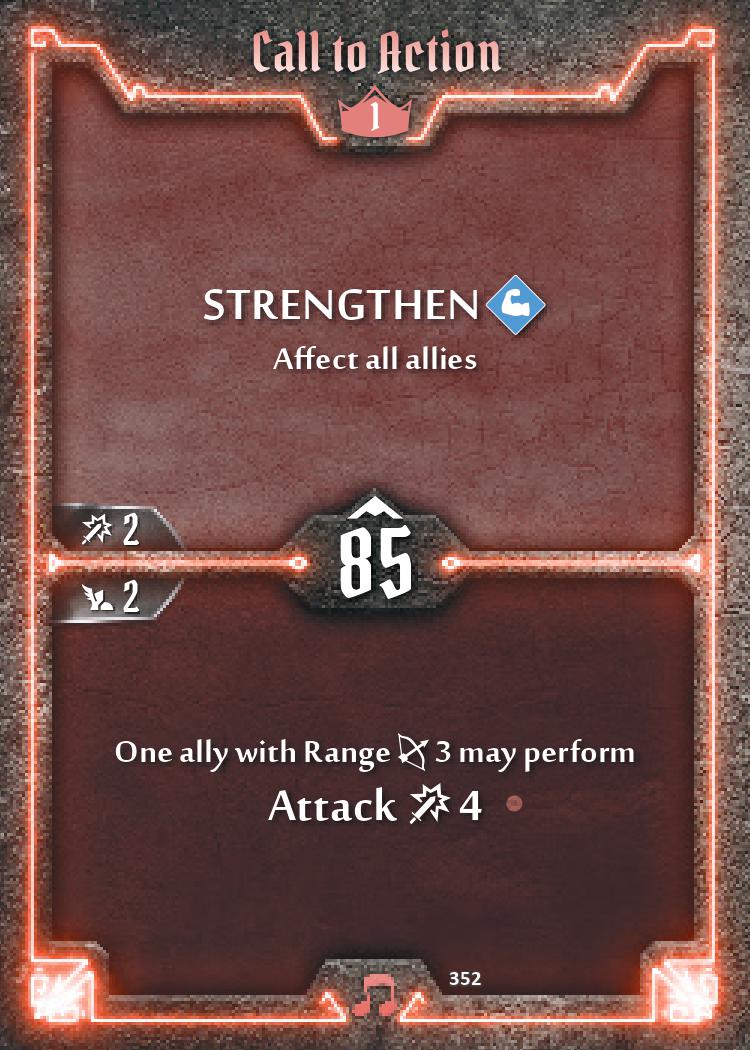 Call to Action
1
STRENGTHEN
Affect all allies
2
85
2
One ally with Range 3 may perform
Attack 4
352